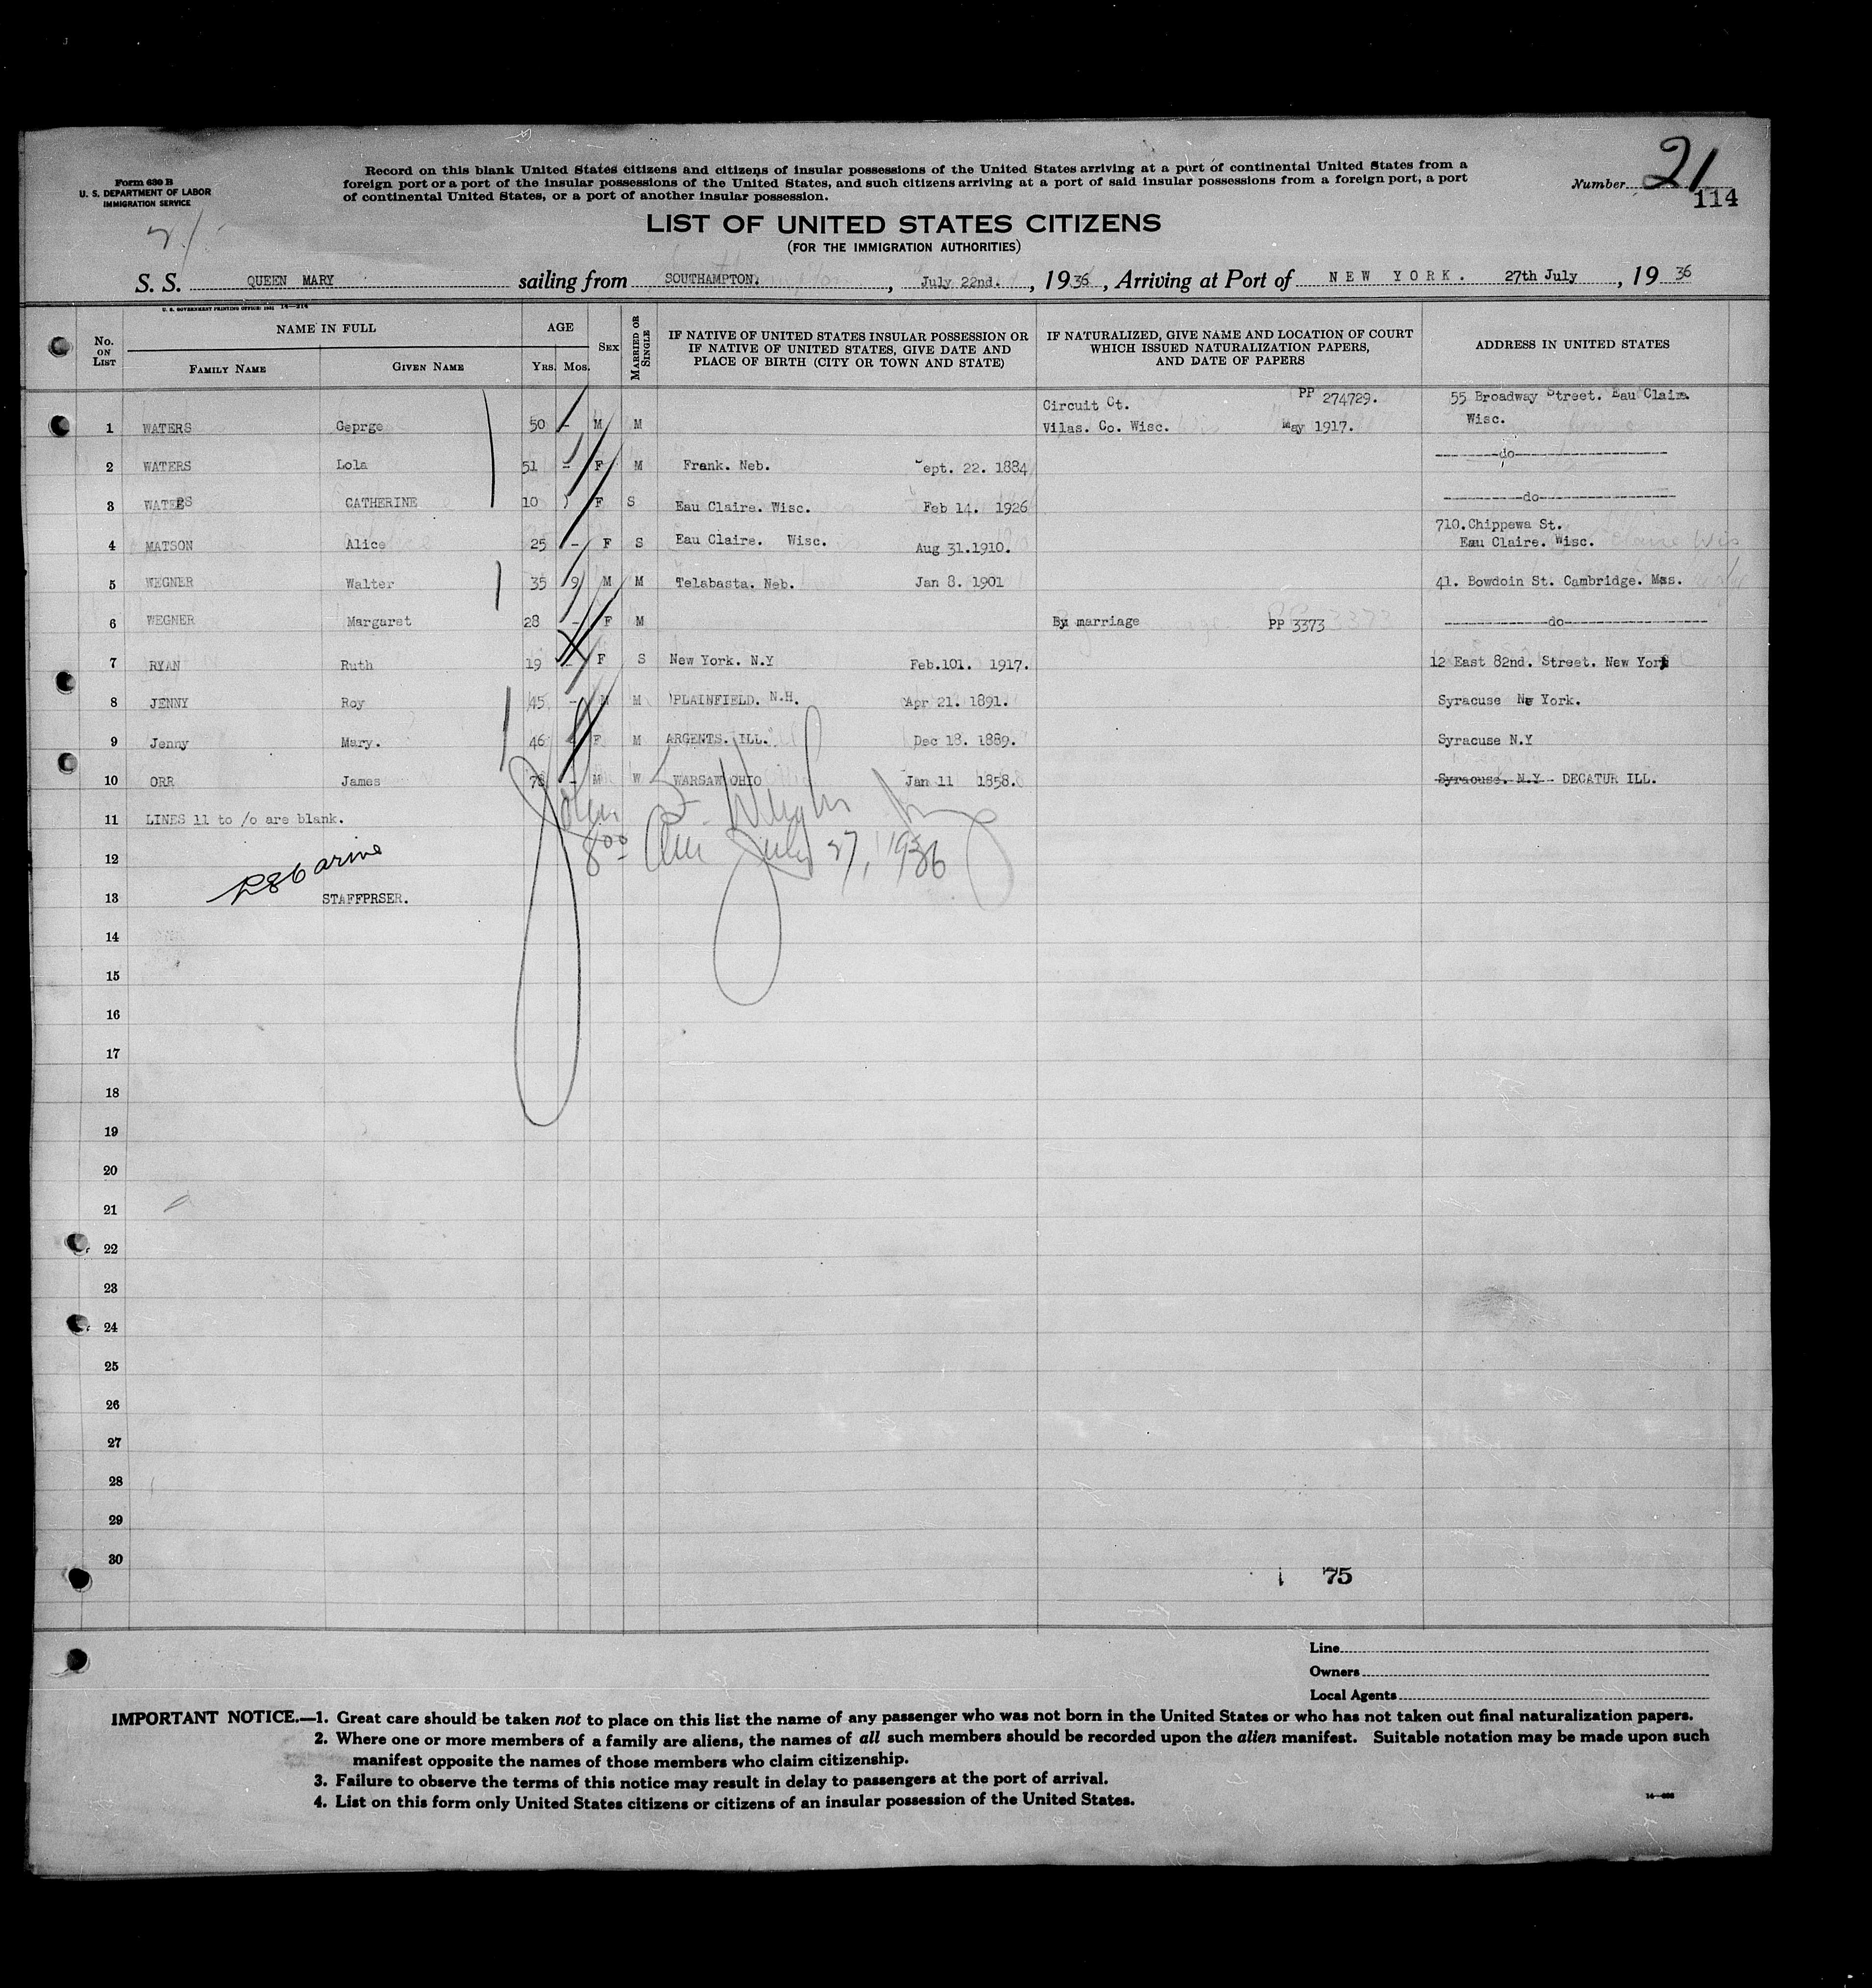 Form 630 B
U. S. DEPARTMENT OF LABOR
IMMIGRATION SERVICE
Record on this blank United States citizens and citizens of insular possessions of the United States arriving at a port of continental United States from a
foreign port or a port of the insular possessions of the United States, and such citizens arriving at a port of said insular possessions from a foreign port, a port
of continental United States, or a port of another insular possession.
Number 21
114
LIST OF UNITED STATES CITIZENS
(FOR THE IMMIGRATION AUTHORITIES)
S. S. QUEEN MARY sailing from SOUTHAMPTON. , July 22nd. , 1936 , Arriving at Port of NEW YORK. 27th July , 19 36
No. ON LIST
NAME IN FULL
FAMILY NAME GIVEN NAME
AGE
YRS. MOS.
SEX
MARRIED OR SINGLE
IF NATIVE OF UNITED STATES INSULAR POSSESSION OR
IF NATIVE OF UNITED STATES, GIVE DATE AND
PLACE OF BIRTH (CITY OR TOWN AND STATE)
IF NATURALIZED, GIVE NAME AND LOCATION OF COURT
WHICH ISSUED NATURALIZATION PAPERS,
AND DATE OF PAPERS
ADDRESS IN UNITED STATES
Circuit Ct. PP 274729. 55 Broadway Street. Eau Claire
1 WATERS Geprge 50 - M M Vilas. Co. Wisc. May 1917. Wisc.
2 WATERS Lola 51 - F M Frank. Neb. Sept. 22. 1884 -do-
3 WATERS CATHERINE 10 F S Eau Claire. Wisc. Feb 14. 1926 -do-
710.Chippewa St.
4 MATSON Alice 25 - F S Eau Claire. Wisc. Aug 31.1910. Eau Claire. Wisc.
5 WEGNER Walter 35 9 M M Telabasta. Neb. Jan 8. 1901 41. Bowdoin St. Cambridge. Mas.
6 WEGNER Margaret 28 - F M By marriage PP 3373 -do-
7 RYAN Ruth 19 - F S New York. N.Y Feb.101. 1917. 12 East 82nd. Street. New York
8 JENNY Roy 45 - M M PLAINFIELD. N.H. Apr 21. 1891. Syracuse Ne York.
9 Jenny Mary. 46 F M ARGENTS. ILL. Dec 18. 1889. Syracuse N.Y
10 ORR James 78 - M W WARSAW OHIO Jan 11 1858. Syracuse. N.Y DECATUR ILL.
11 LINES 11 to /o are blank.
12 8 00 Am July 27, 1936
13 STAFFPRSER.
14
15
16
17
18
19
20
21
22
23
24
25
26
27
28
29
30
75
Line
Owners
Local Agents
IMPORTANT NOTICE.—1. Great care should be taken not to place on this list the name of any passenger who was not born in the United States or who has not taken out final naturalization papers.
2. Where one or more members of a family are aliens, the names of all such members should be recorded upon the alien manifest. Suitable notation may be made upon such
manifest opposite the names of those members who claim citizenship.
3. Failure to observe the terms of this notice may result in delay to passengers at the port of arrival.
4. List on this form only United States citizens or citizens of an insular possession of the United States.